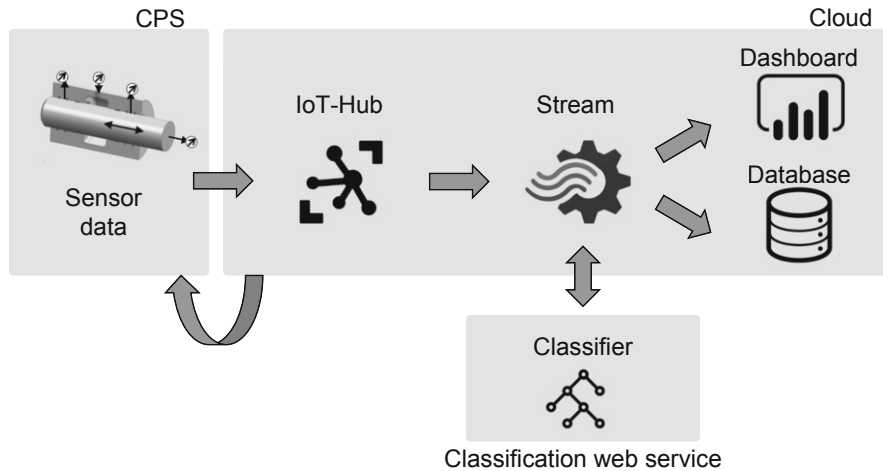 CPS
Cloud
Sensor
data
IoT-Hub
Stream
Dashboard
Database
Classifier
Classification web service